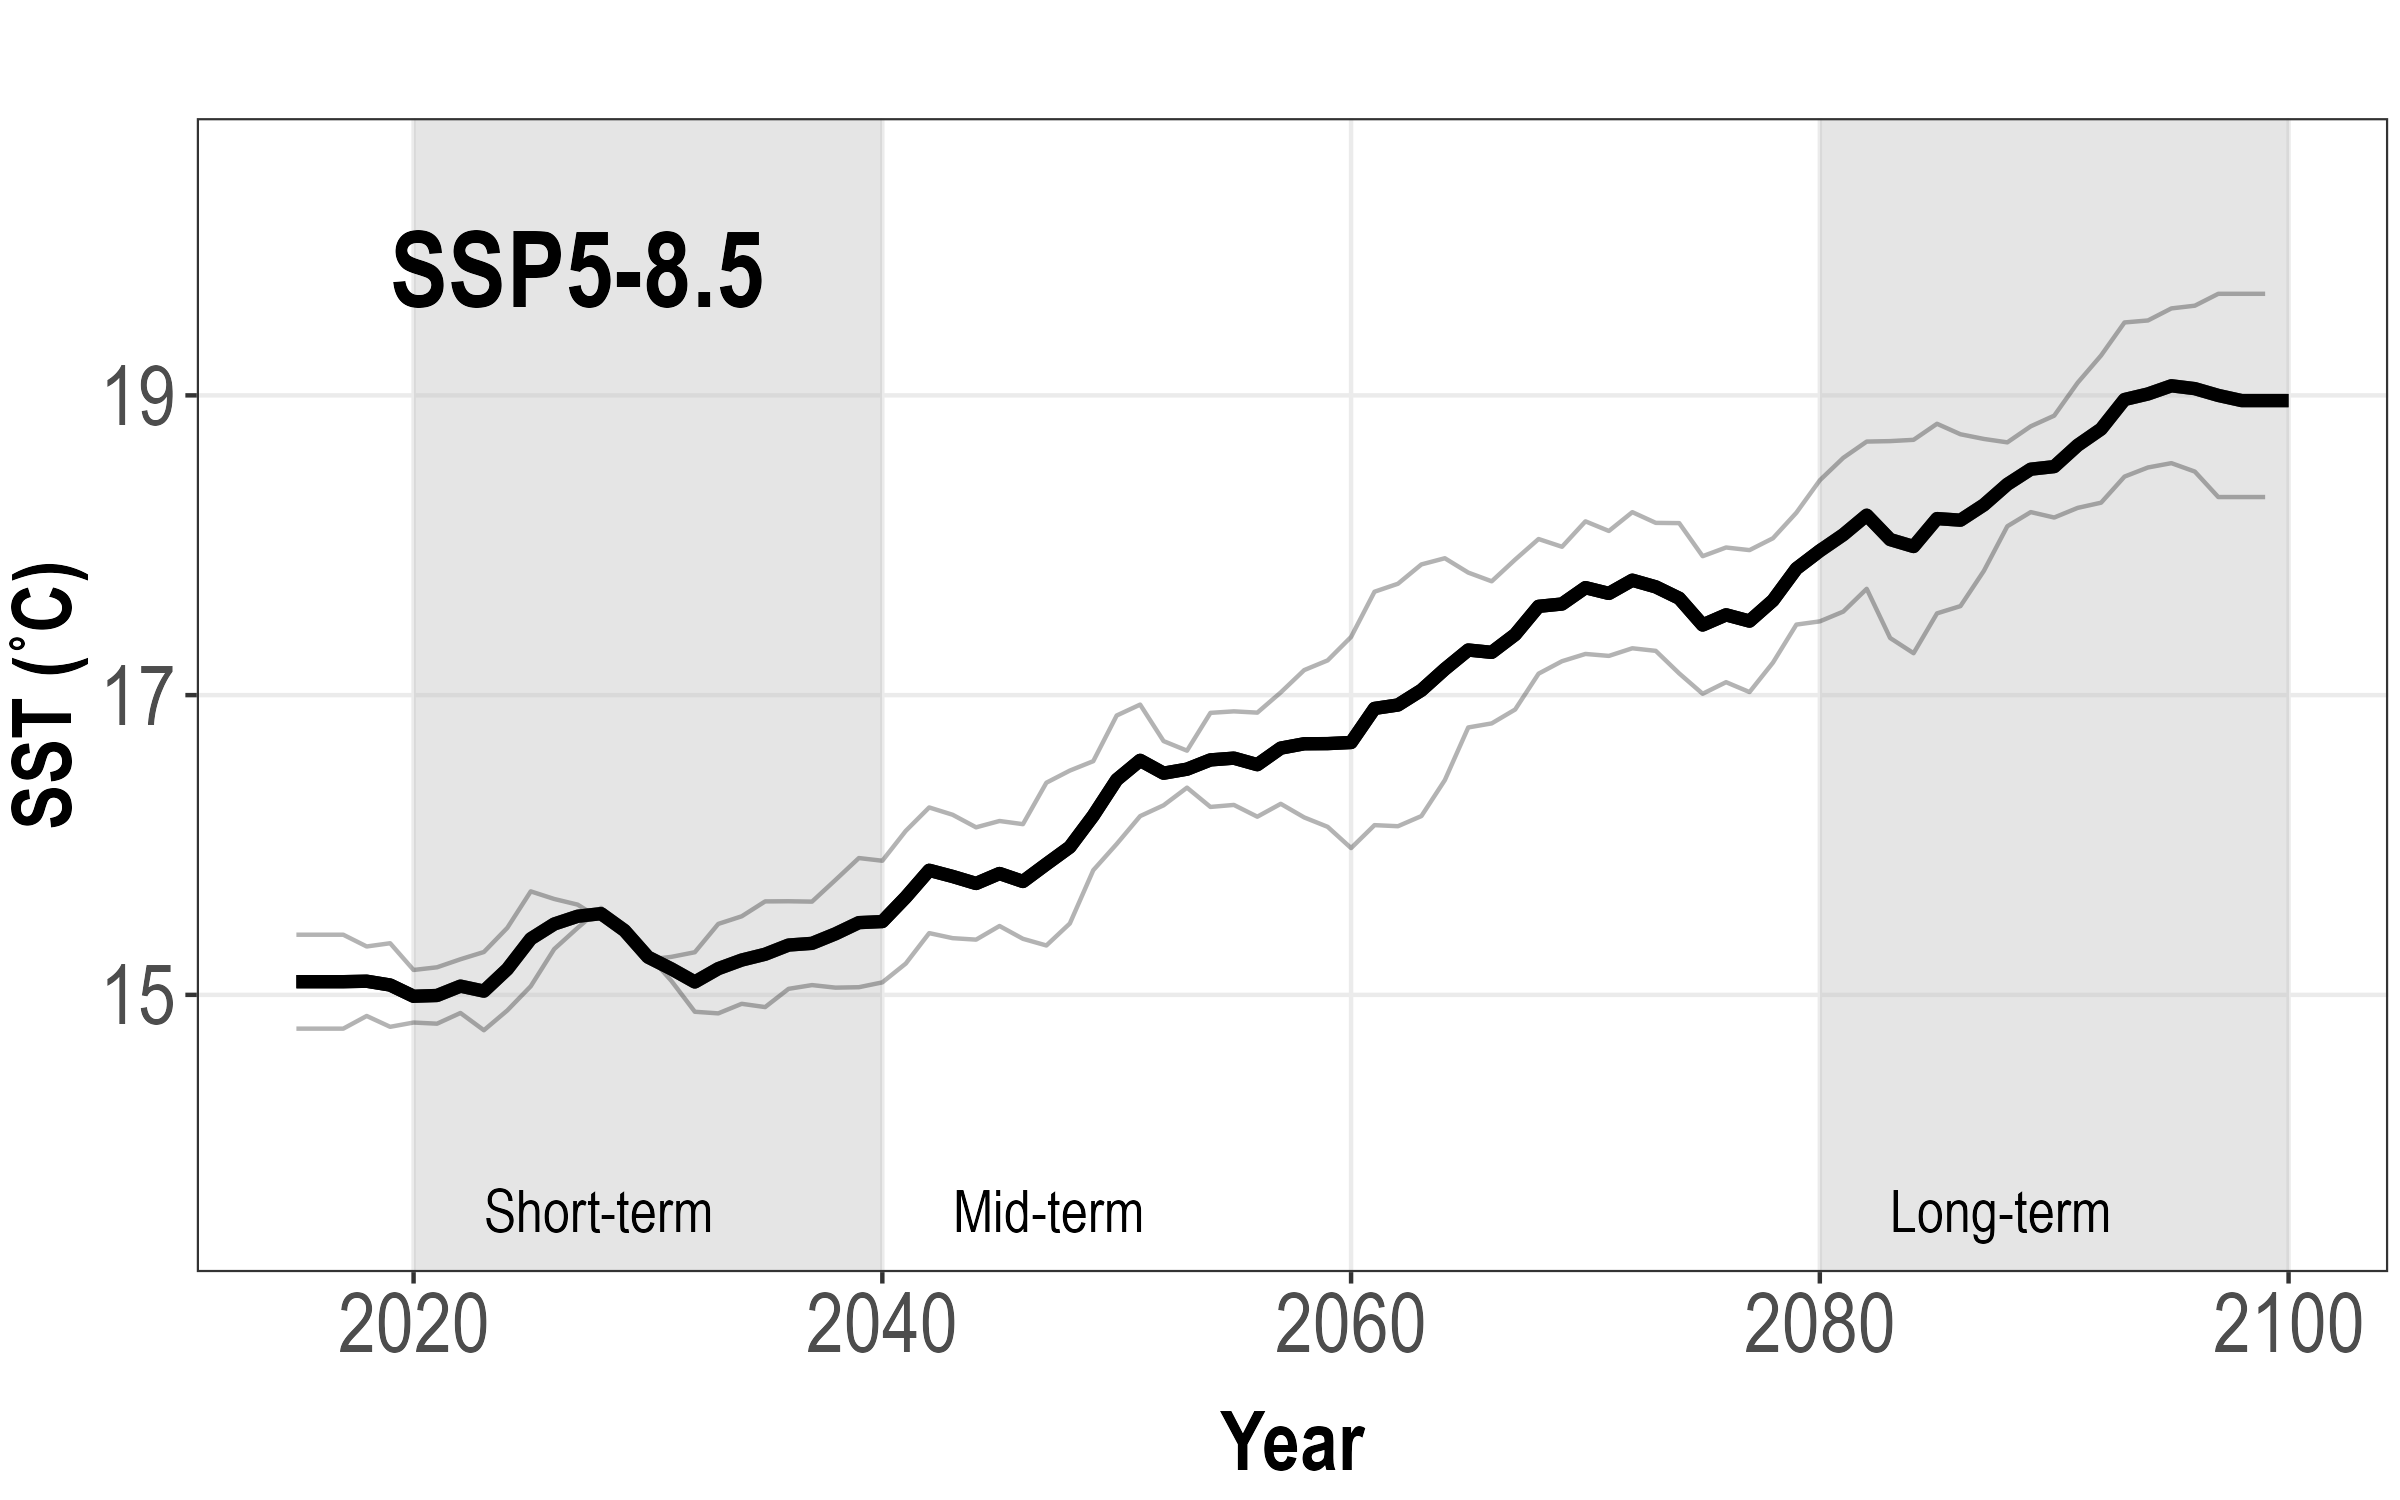 SSP5-8.5
19
17
15
SST (°C)
Short-term
Mid-term
Long-term
2020
2040
2060
2080
2100
Year